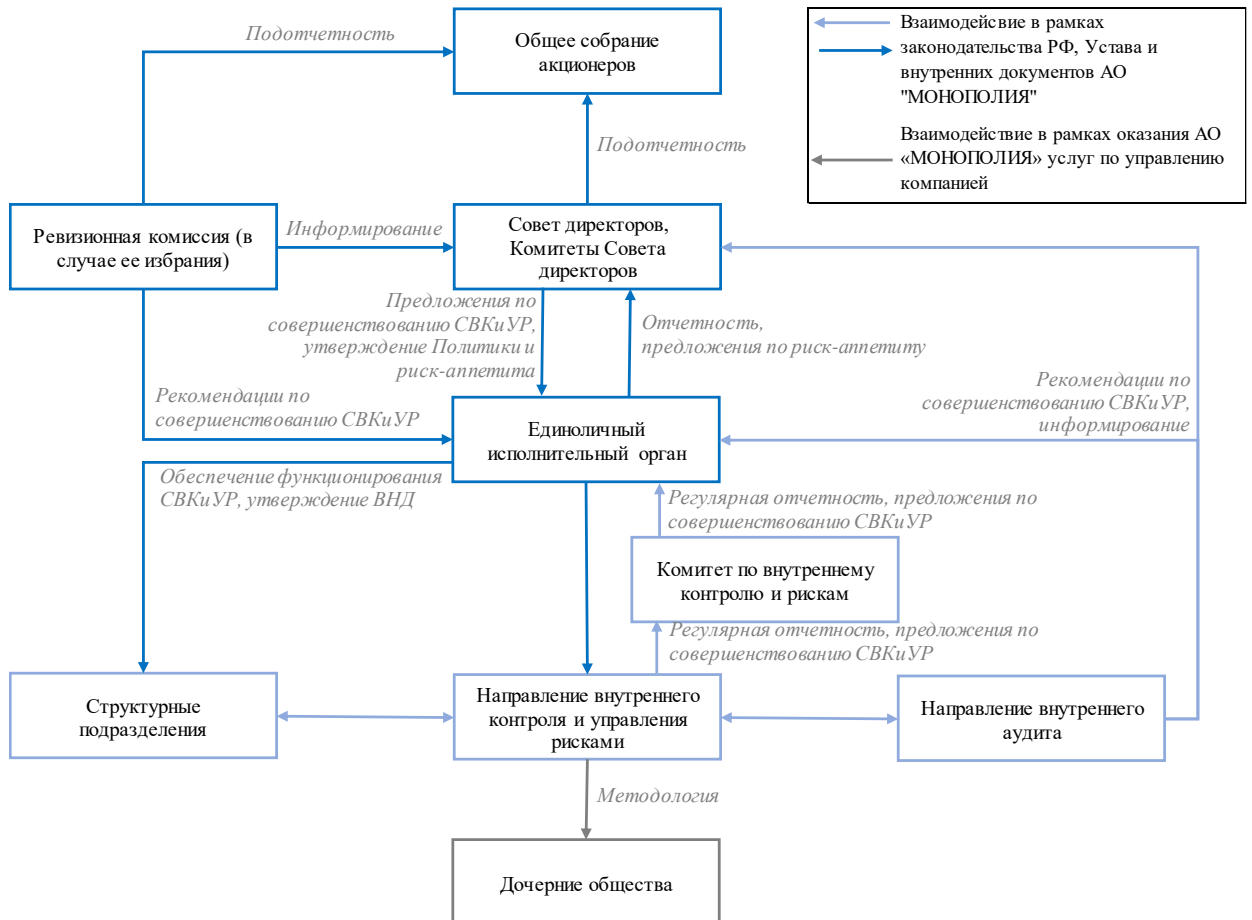 Подотчетность
Общее собрание
акционеров
Взаимодейсвие в рамках
законодательства РФ, Устава и
внутренних документов АО
"МОНОПОЛИЯ"
Взаимодействие в рамках оказания АО
«МОНОПОЛИЯ» услуг по управлению
компанией
Подотчетность
Ревизионная комиссия (в
случае ее избрания)
Информирование
Совет директоров,
Комитеты Совета
директоров
Предложения по
совершенствованию СВКиУР,
утверждение Политики и
риск-аппетита
Отчетность,
предложения по риск-аппетиту
Рекомендации по
совершенствованию СВКиУР
Рекомендации по
совершенствованию СВКиУР,
информирование
Единоличный
исполнительный орган
Обеспечение функционирования
СВКиУР, утверждение ВНД
Регулярная отчетность, предложения по
совершенствованию СВКиУР
Комитет по внутреннему
контролю и рискам
Регулярная отчетность, предложения по
совершенствованию СВКиУР
Структурные
подразделения
Направление внутреннего
контроля и управления
рисками
Направление внутреннего
аудита
Методология
Дочерние общества